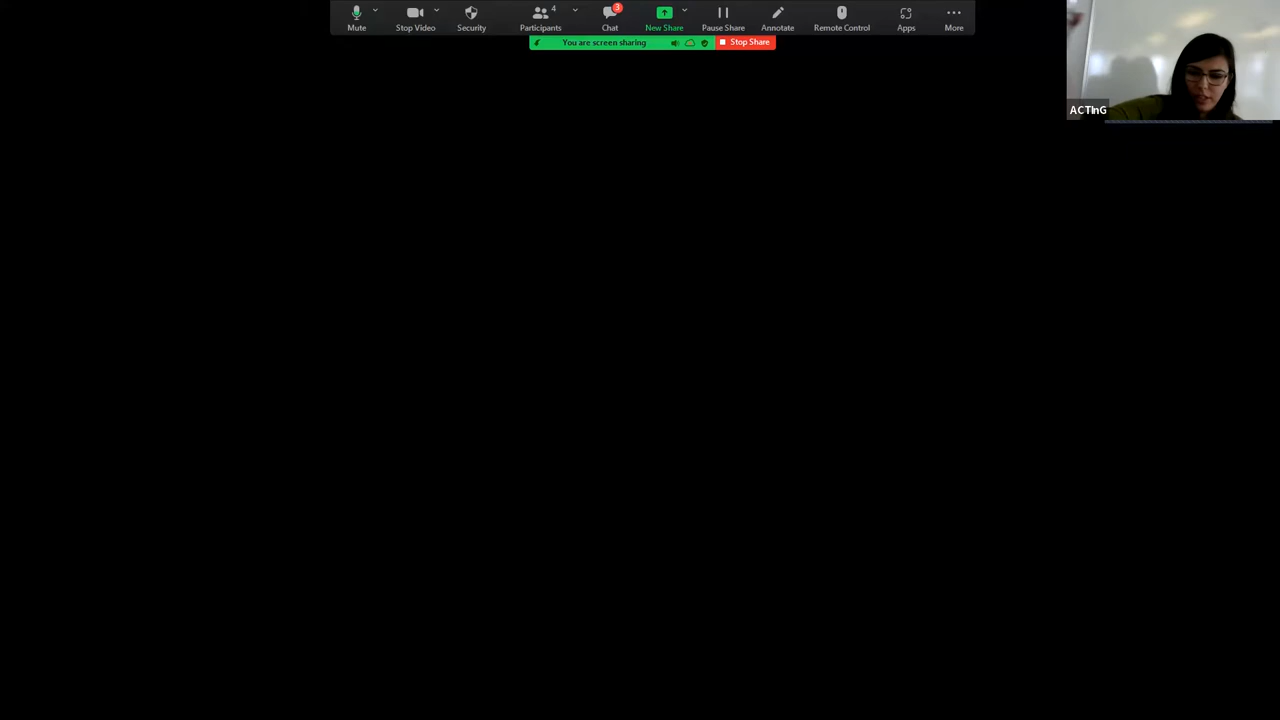 4
3
Mute
Stop Video
Security
Participants
Chat
New Share
Pause Share
Annotate
Remote Control
Apps
More
You are screen sharing
Stop Share
ACTInG